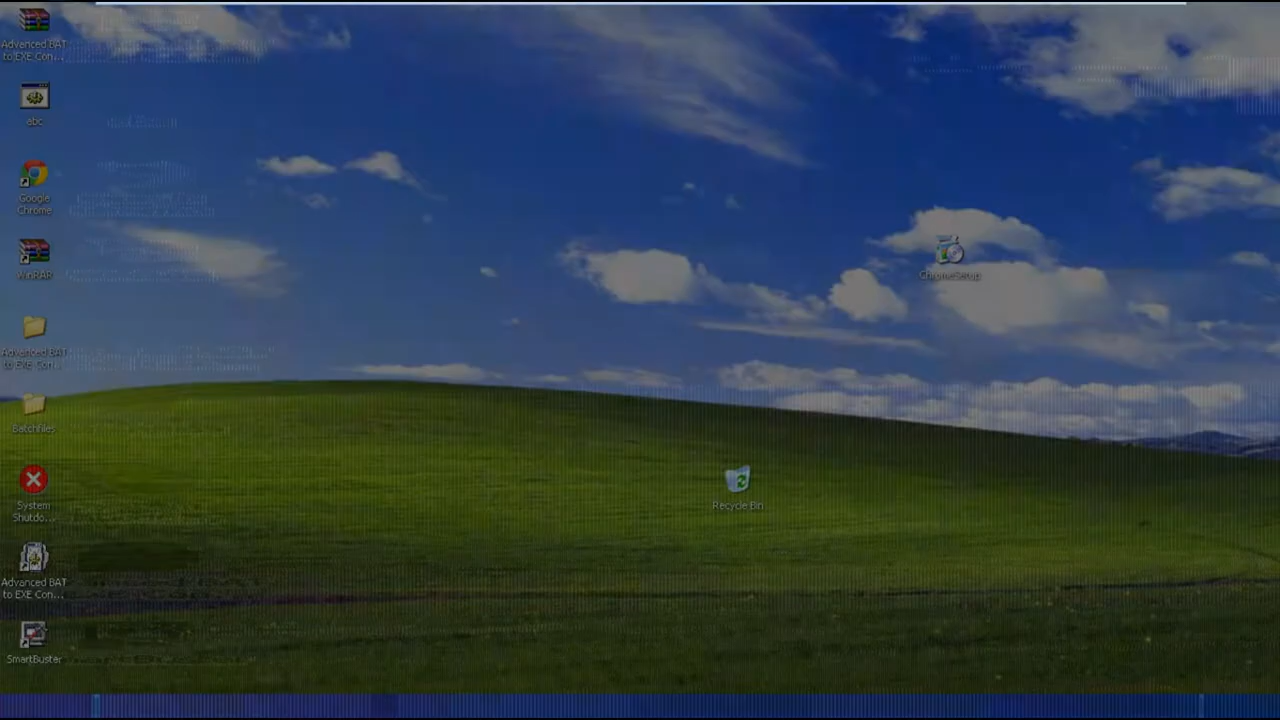 Advanced BAT
to EXE Con...
abc
Google
Chrome
WinRAR
Advanced BAT
to EXE Con...
Batchfiles
System
Shutdo...
Advanced BAT
to EXE Con...
SmartBuster
ChromeSetup
Recycle Bin